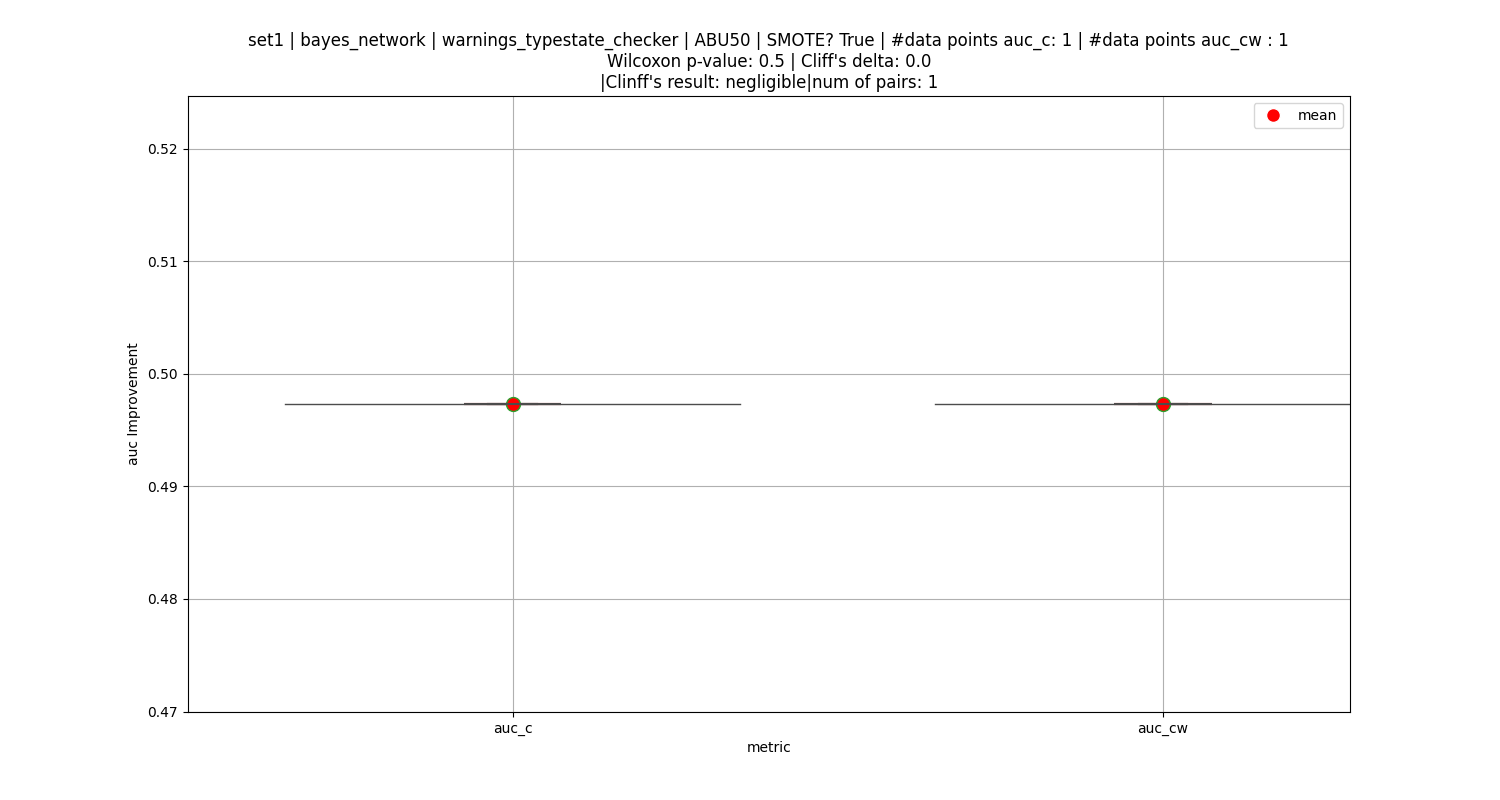 set1 | bayes_network | warnings_typestate_checker | ABU50 | SMOTE? True | #data points auc_c: 1 | #data points auc_cw : 1
Wilcoxon p-value: 0.5 | Cliff's delta: 0.0
|Clinff's result: negligible|num of pairs: 1
mean
0.52
0.51
0.50
0.49
0.48
0.47
auc Improvement
auc_c
auc_cw
metric